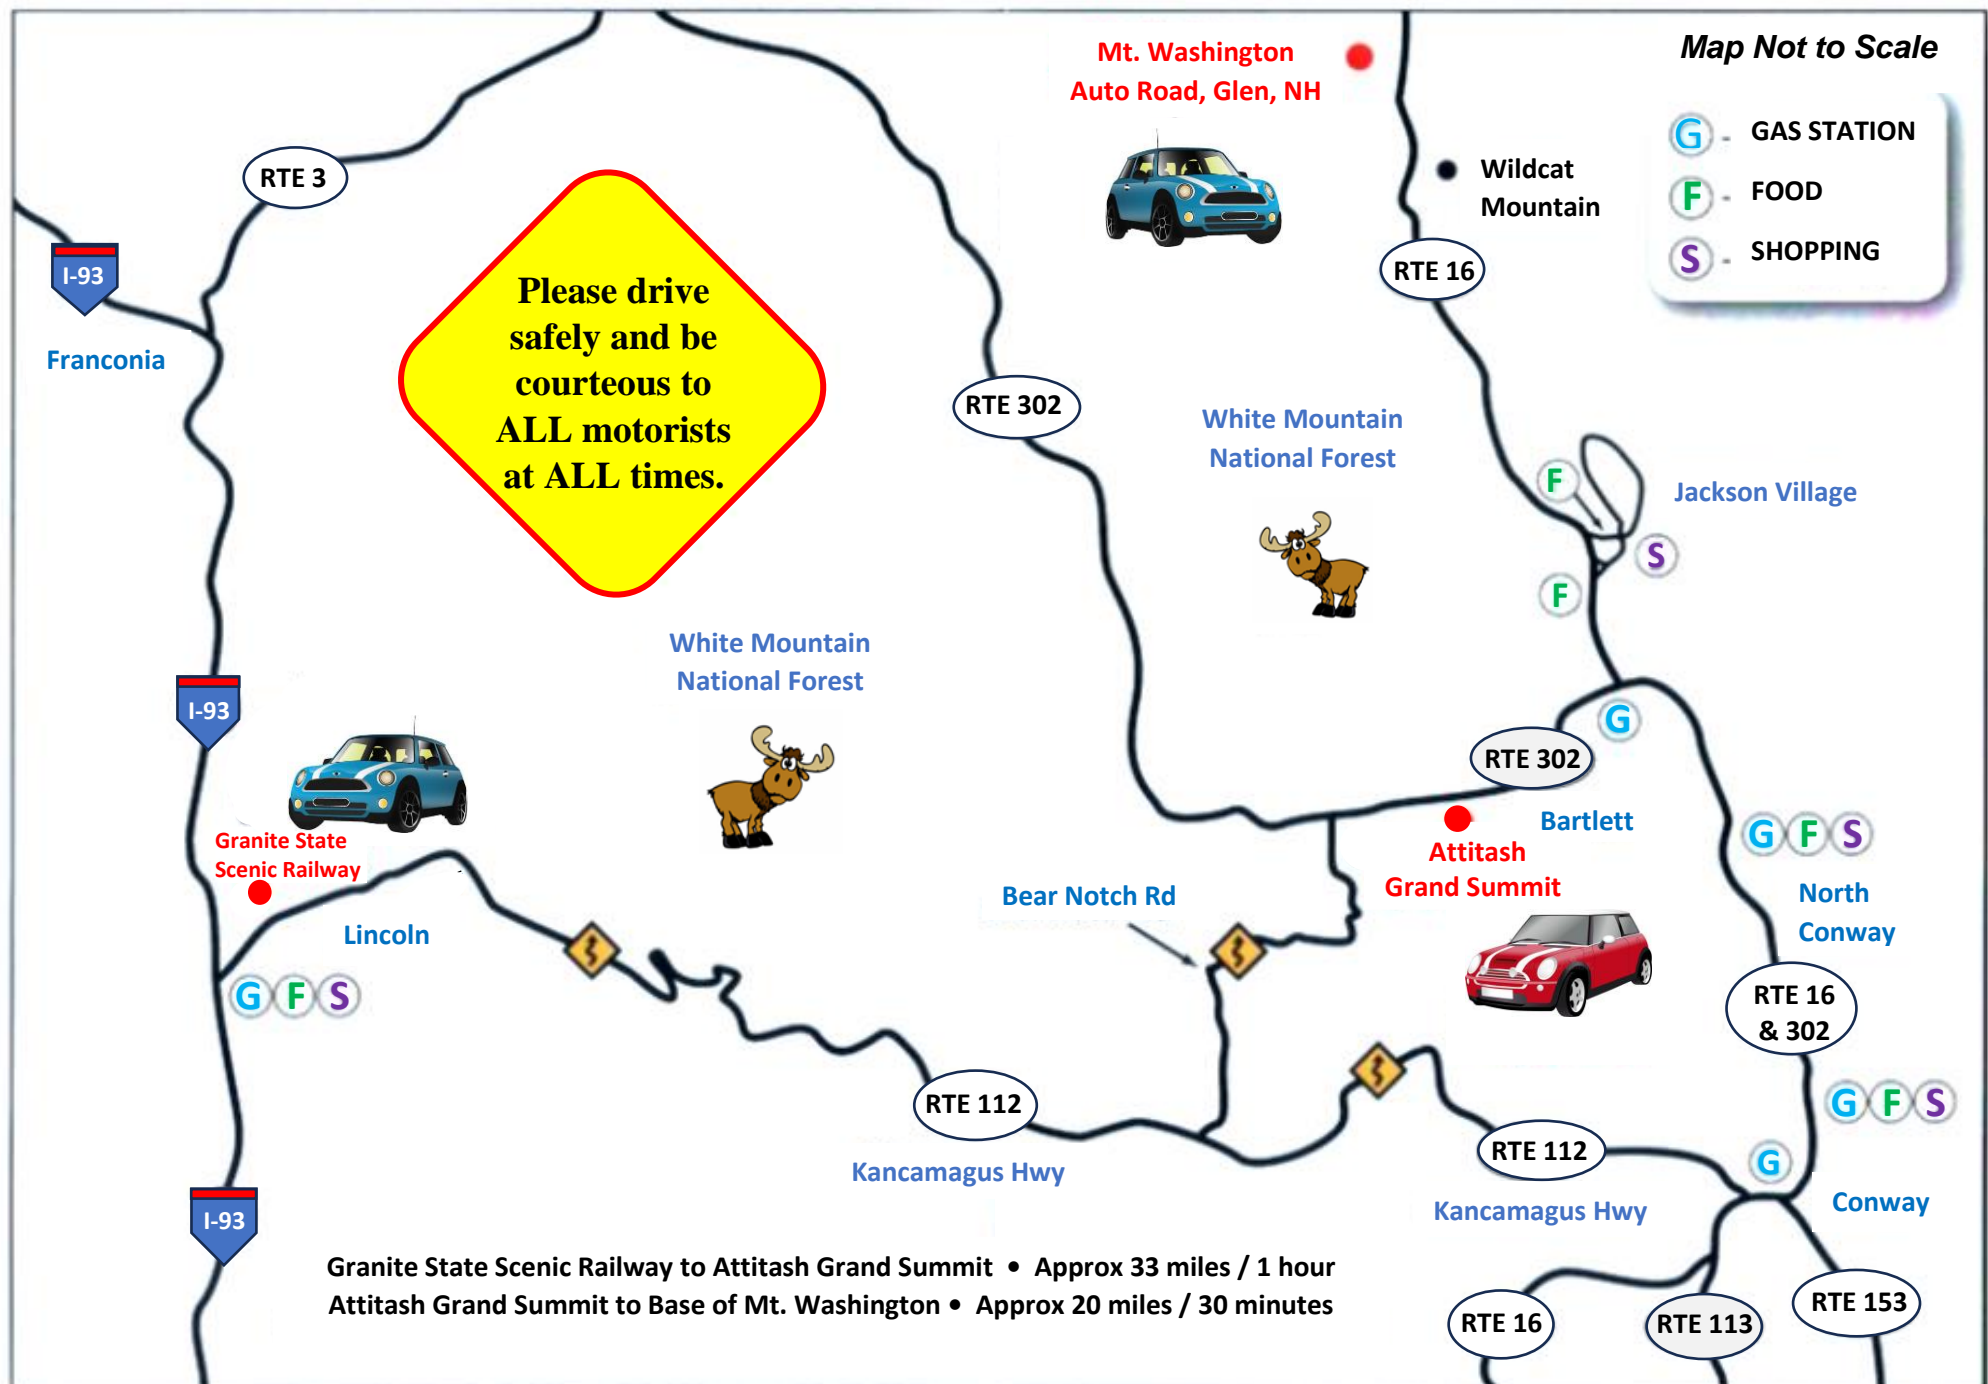 Map Not to Scale
Mt. Washington
Auto Road, Glen, NH
G - GAS STATION
F - FOOD
S - SHOPPING
Wildcat
Mountain
RTE 3
RTE 16
I-93
Franconia
Please drive
safely and be
courteous to
ALL motorists
at ALL times.
RTE 302
White Mountain
National Forest
F
Jackson Village
S
F
White Mountain
National Forest
I-93
G
RTE 302
Bartlett
Granite State
Scenic Railway
Attitash
Grand Summit
G F S
North
Conway
Bear Notch Rd
Lincoln
G F S
RTE 16
& 302
RTE 112
G F S
Kancamagus Hwy
RTE 112
G
Kancamagus Hwy
Conway
I-93
Granite State Scenic Railway to Attitash Grand Summit • Approx 33 miles / 1 hour
Attitash Grand Summit to Base of Mt. Washington • Approx 20 miles / 30 minutes
RTE 16
RTE 113
RTE 153